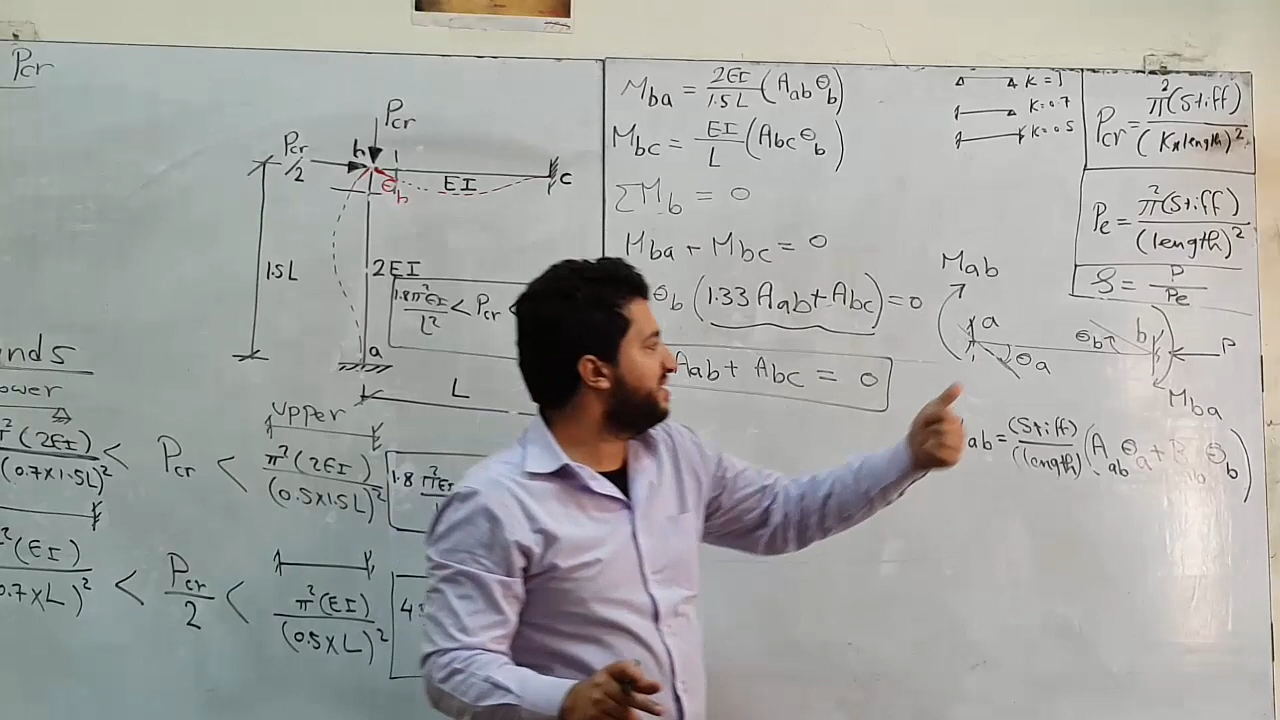 Pcr
Pcr
Pcr/2
b
θb
EI
c
1.5L
2EI
a
L
1.8π²EI/L² < Pcr <
ower
π²(2EI)/(0.7×1.5L)² < Pcr < π²(2EI)/(0.5×1.5L)²
upper
1.8 π²EI
²(EI)/(0.7×L)² < Pcr/2 < π²(EI)/(0.5×L)²
Mba = 2EI/1.5L (Aab θb)
Mbc = EI/L (Abc θb)
ΣMb = 0
Mba + Mbc = 0
θb (1.33 Aab + Abc) = 0
Aab + Abc = 0
K=1
K=0.7
K=0.5
Pcr = π²(Stiff)/(K×length)²
Pe = π²(Stiff)/(length)²
S = P/Pe
Mab
a
θa
θb
b
P
Mba
ab = (Stiff)/(length) (Aab θa + B θb)